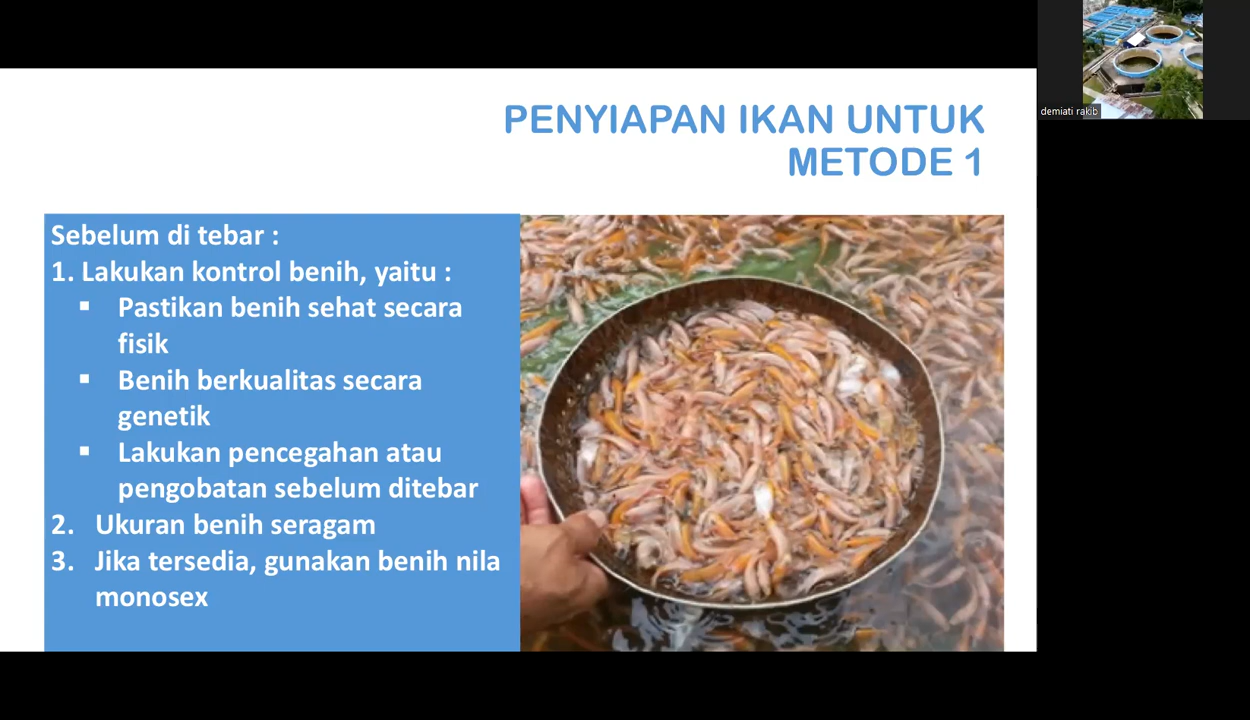 PENYIAPAN IKAN UNTUK
METODE 1
Sebelum di tebar :
1. Lakukan kontrol benih, yaitu :
▪ Pastikan benih sehat secara
fisik
▪ Benih berkualitas secara
genetik
▪ Lakukan pencegahan atau
pengobatan sebelum ditebar
2. Ukuran benih seragam
3. Jika tersedia, gunakan benih nila
monosex
demiati rakib